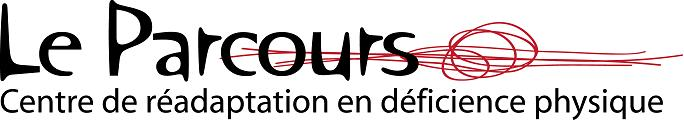 Le Parcours
Centre de réadaptation en déficience physique